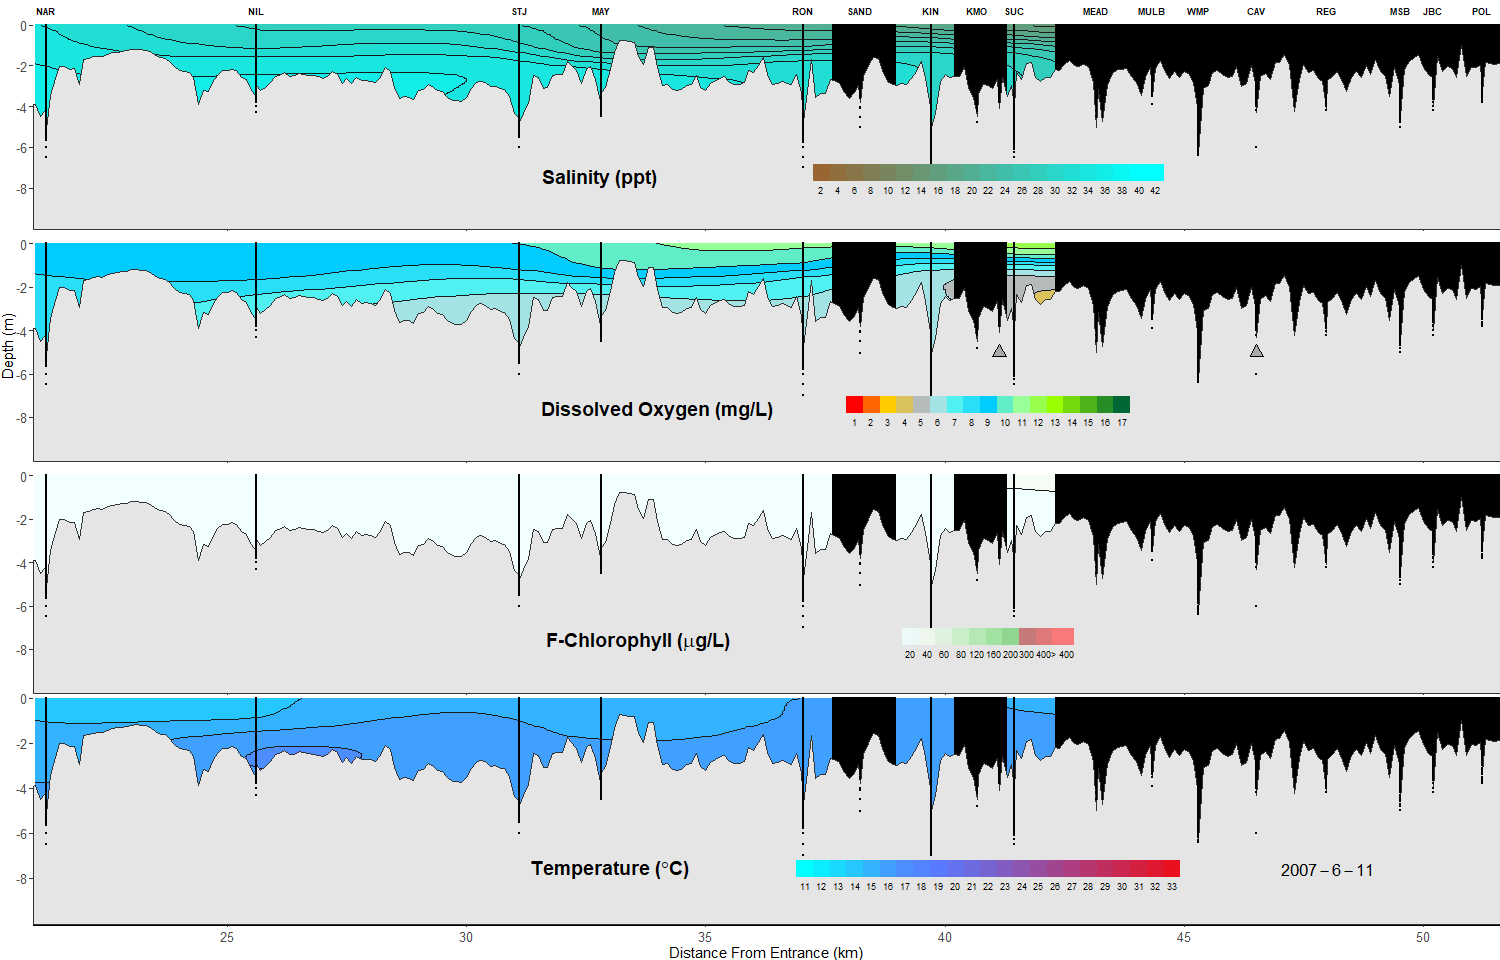 NAR NIL STJ MAY RON SAND KIN KMO SUC MEAD MULB WMP CAV REG MSB JBC POL
0
-2
-4
-6
-8
Salinity (ppt)
2 4 6 8 10 12 14 16 18 20 22 24 26 28 30 32 34 36 38 40 42
0
-2
-4
-6
-8
Depth (m)
Dissolved Oxygen (mg/L)
1 2 3 4 5 6 7 8 9 10 11 12 13 14 15 16 17
0
-2
-4
-6
-8
F-Chlorophyll (μg/L)
20 40 60 80 120 160 200 300 400> 400
0
-2
-4
-6
-8
Temperature (°C)
11 12 13 14 15 16 17 18 19 20 21 22 23 24 25 26 27 28 29 30 31 32 33
2007 – 6 – 11
25 30 35 40 45 50
Distance From Entrance (km)